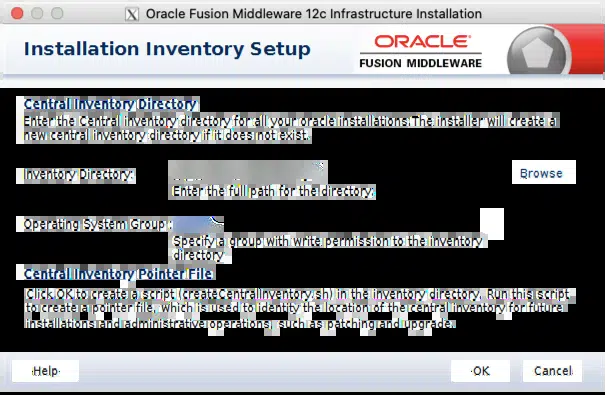 Oracle Fusion Middleware 12c Infrastructure Installation
Installation Inventory Setup
ORACLE
FUSION MIDDLEWARE
Central Inventory Directory
Enter the Central inventory directory for all your oracle installations.The installer will create a
new central inventory directory if it does not exist.
Inventory Directory:
Browse
Enter the full path for the directory.
Operating System Group :
Specify a group with write permission to the inventory
directory
Central Inventory Pointer File
Click OK to create a script (createCentralInventory.sh) in the inventory directory. Run this script
to create a pointer file, which is used to identity the location of the central inventory for future
installations and administrative operations, such as patching and upgrade.
Help
OK
Cancel